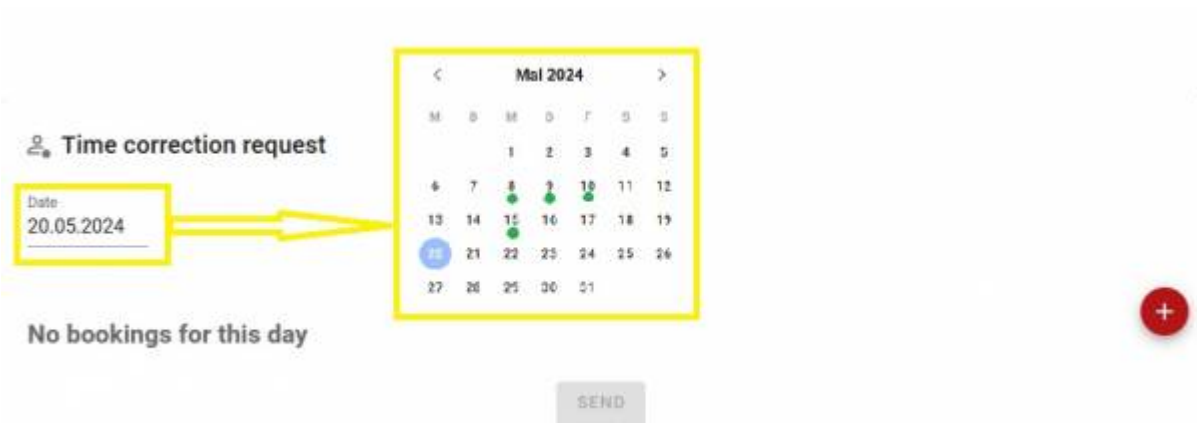 Time correction request
Date
20.05.2024
No bookings for this day
< Mai 2024 >
M D M D F S S
1 2 3 4 5
6 7 8 9 10 11 12
13 14 15 16 17 18 19
20 21 22 23 24 25 26
27 28 29 30 31
+
SEND